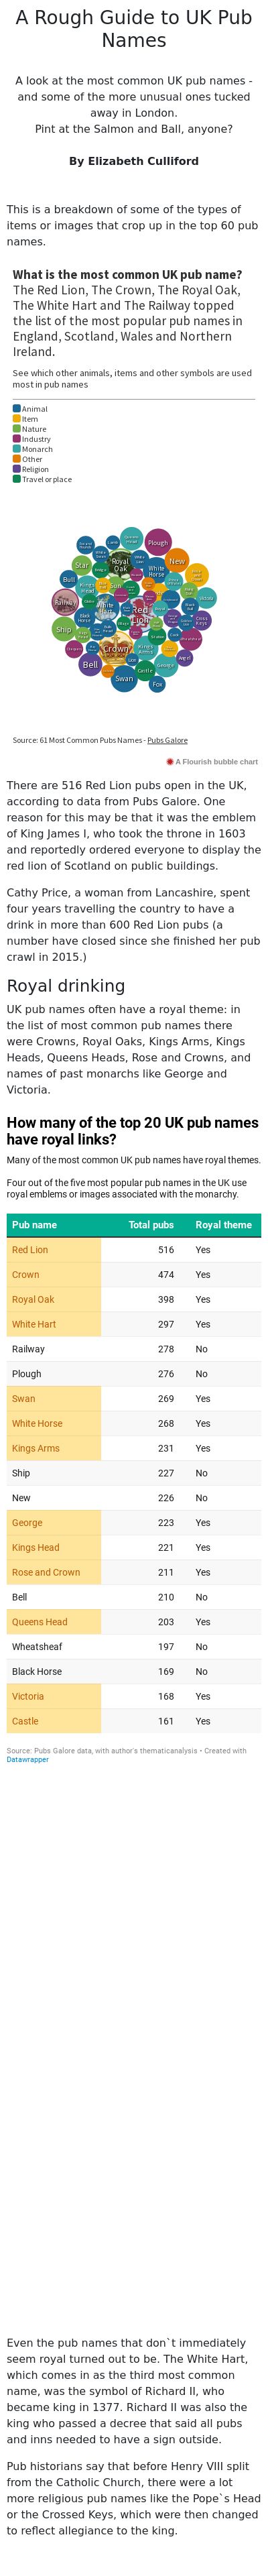 A Rough Guide to UK Pub
Names
A look at the most common UK pub names -
and some of the more unusual ones tucked
away in London.
Pint at the Salmon and Ball, anyone?
By Elizabeth Culliford
This is a breakdown of some of the types of
items or images that crop up in the top 60 pub
names.
What is the most common UK pub name?
The Red Lion, The Crown, The Royal Oak,
The White Hart and The Railway topped
the list of the most popular pub names in
England, Scotland, Wales and Northern
Ireland.
See which other animals, items and other symbols are used
most in pub names
Animal
Item
Nature
Industry
Monarch
Other
Religion
Travel or place
Plough
New
Royal
Oak
White
Horse
Star
Bull
Kings
Head
Sun
Railway
White
Hart
Red
Lion
Ship
Crown
Kings
Arms
Bell
Swan
Castle
George
Angel
Fox
Cross
Keys
Victoria
Source: 61 Most Common Pubs Names - Pubs Galore
A Flourish bubble chart
There are 516 Red Lion pubs open in the UK,
according to data from Pubs Galore. One
reason for this may be that it was the emblem
of King James I, who took the throne in 1603
and reportedly ordered everyone to display the
red lion of Scotland on public buildings.
Cathy Price, a woman from Lancashire, spent
four years travelling the country to have a
drink in more than 600 Red Lion pubs (a
number have closed since she finished her pub
crawl in 2015.)
Royal drinking
UK pub names often have a royal theme: in
the list of most common pub names there
were Crowns, Royal Oaks, Kings Arms, Kings
Heads, Queens Heads, Rose and Crowns, and
names of past monarchs like George and
Victoria.
How many of the top 20 UK pub names
have royal links?
Many of the most common UK pub names have royal themes.
Four out of the five most popular pub names in the UK use
royal emblems or images associated with the monarchy.
Pub name Total pubs Royal theme
Red Lion 516 Yes
Crown 474 Yes
Royal Oak 398 Yes
White Hart 297 Yes
Railway 278 No
Plough 276 No
Swan 269 Yes
White Horse 268 Yes
Kings Arms 231 Yes
Ship 227 No
New 226 No
George 223 Yes
Kings Head 221 Yes
Rose and Crown 211 Yes
Bell 210 No
Queens Head 203 Yes
Wheatsheaf 197 No
Black Horse 169 No
Victoria 168 Yes
Castle 161 Yes
Source: Pubs Galore data, with author's thematicanalysis • Created with
Datawrapper
Even the pub names that don`t immediately
seem royal turned out to be. The White Hart,
which comes in as the third most common
name, was the symbol of Richard II, who
became king in 1377. Richard II was also the
king who passed a decree that said all pubs
and inns needed to have a sign outside.
Pub historians say that before Henry VIII split
from the Catholic Church, there were a lot
more religious pub names like the Pope`s Head
or the Crossed Keys, which were then changed
to reflect allegiance to the king.